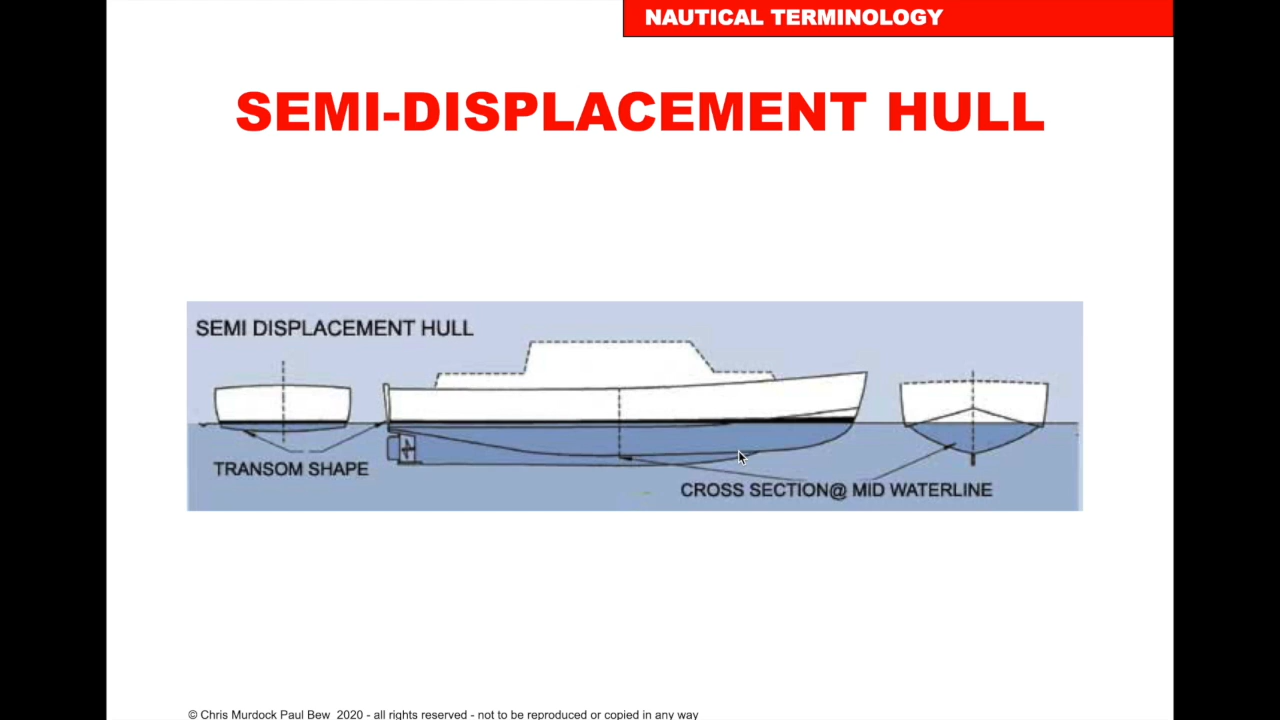 NAUTICAL TERMINOLOGY
SEMI-DISPLACEMENT HULL
SEMI DISPLACEMENT HULL
TRANSOM SHAPE
CROSS SECTION@ MID WATERLINE
© Chris Murdock Paul Bew 2020 - all rights reserved - not to be reproduced or copied in any way